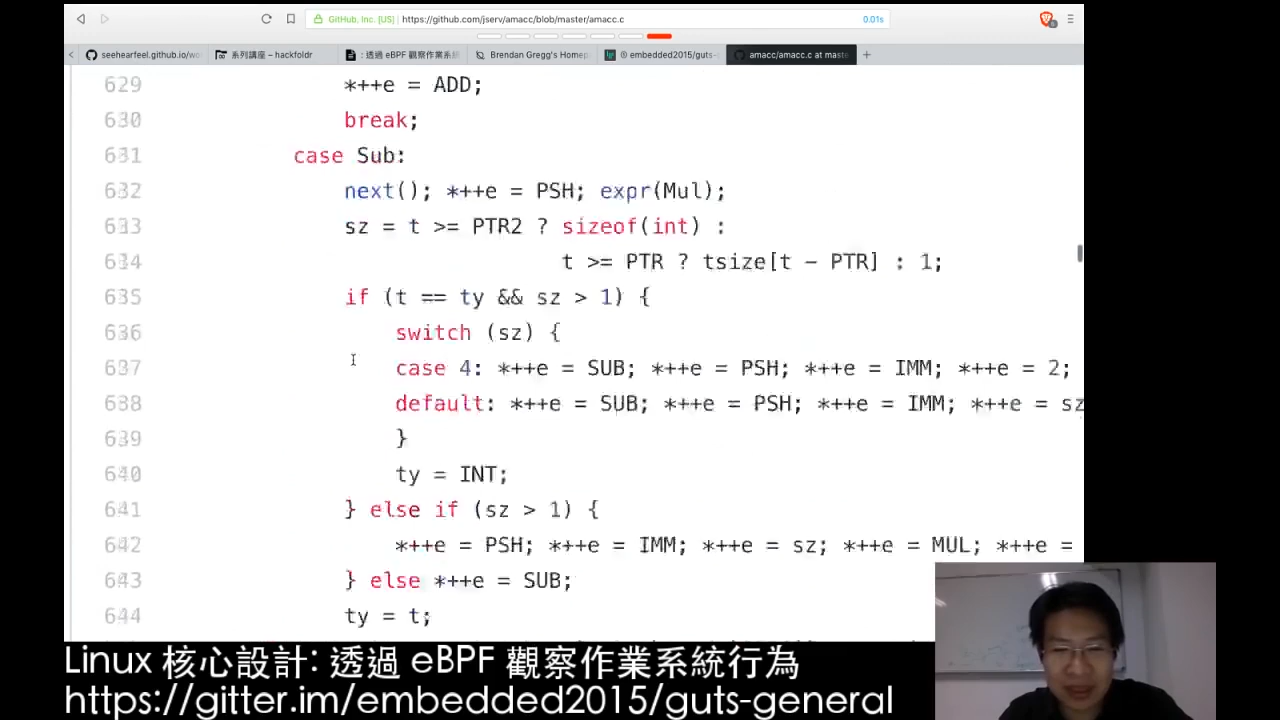 GitHub, Inc. [US] https://github.com/jserv/amacc/blob/master/amacc.c 0.01s
seehearfeel.github.io/wo 系列講座 – hackfoldr : 透過 eBPF 觀察作業系統 Brendan Gregg's Homep ® embedded2015/guts- amacc/amacc.c at maste +
629 *++e = ADD;
630 break;
631 case Sub:
632 next(); *++e = PSH; expr(Mul);
633 sz = t >= PTR2 ? sizeof(int) :
634 t >= PTR ? tsize[t - PTR] : 1;
635 if (t == ty && sz > 1) {
636 switch (sz) {
637 case 4: *++e = SUB; *++e = PSH; *++e = IMM; *++e = 2;
638 default: *++e = SUB; *++e = PSH; *++e = IMM; *++e = sz
639 }
640 ty = INT;
641 } else if (sz > 1) {
642 *++e = PSH; *++e = IMM; *++e = sz; *++e = MUL; *++e =
643 } else *++e = SUB;
644 ty = t;
Linux 核心設計: 透過 eBPF 觀察作業系統行為
https://gitter.im/embedded2015/guts-general